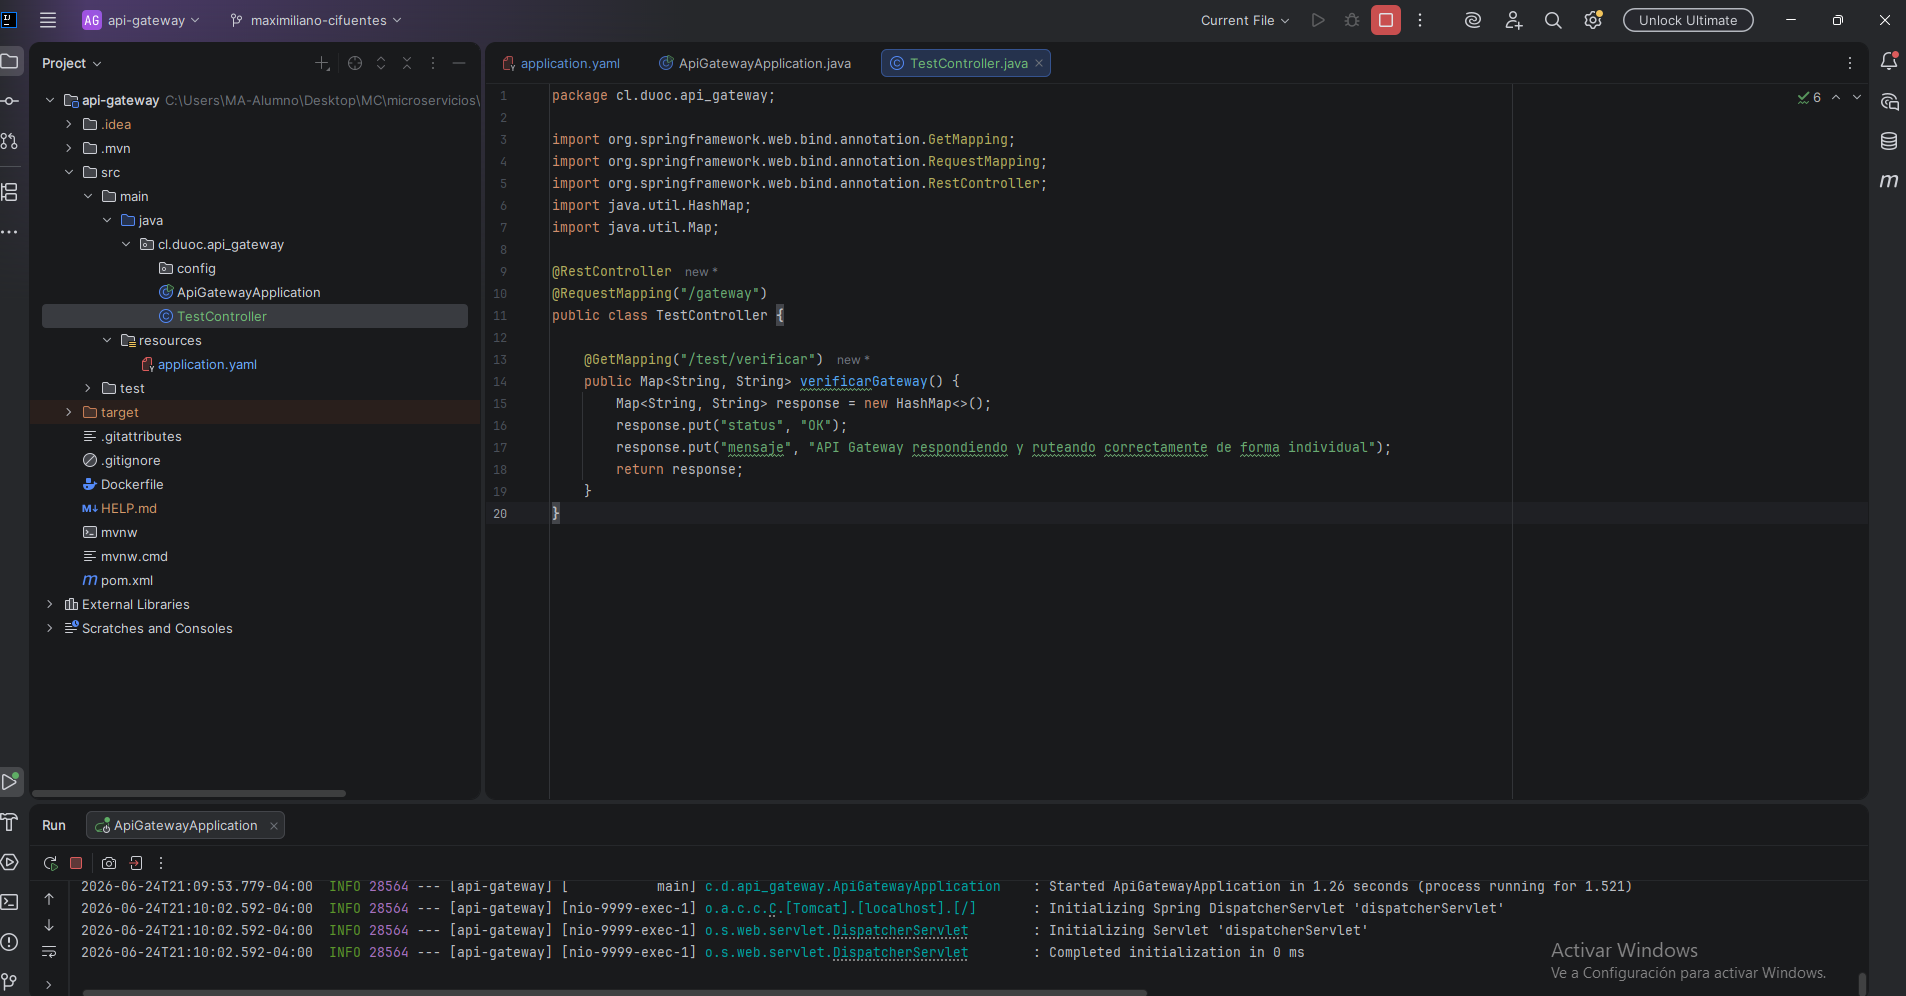 AG api-gateway
maximiliano-cifuentes
Current File
Unlock Ultimate
Project
application.yaml
ApiGatewayApplication.java
TestController.java
api-gateway C:\Users\MA-Alumno\Desktop\MC\microservicios\
.idea
.mvn
src
main
java
cl.duoc.api_gateway
config
ApiGatewayApplication
TestController
resources
application.yaml
test
target
.gitattributes
.gitignore
Dockerfile
M↓ HELP.md
mvnw
mvnw.cmd
m pom.xml
External Libraries
Scratches and Consoles
6
m
1 package cl.duoc.api_gateway;
2
3 import org.springframework.web.bind.annotation.GetMapping;
4 import org.springframework.web.bind.annotation.RequestMapping;
5 import org.springframework.web.bind.annotation.RestController;
6 import java.util.HashMap;
7 import java.util.Map;
8
9 @RestController new *
10 @RequestMapping("/gateway")
11 public class TestController {
12
13 @GetMapping("/test/verificar") new *
14 public Map<String, String> verificarGateway() {
15 Map<String, String> response = new HashMap<>();
16 response.put("status", "OK");
17 response.put("mensaje", "API Gateway respondiendo y ruteando correctamente de forma individual");
18 return response;
19 }
20 }
Run
ApiGatewayApplication
2026-06-24T21:09:53.779-04:00 INFO 28564 --- [api-gateway] [ main] c.d.api_gateway.ApiGatewayApplication : Started ApiGatewayApplication in 1.26 seconds (process running for 1.521)
2026-06-24T21:10:02.592-04:00 INFO 28564 --- [api-gateway] [nio-9999-exec-1] o.a.c.c.C.[Tomcat].[localhost].[/] : Initializing Spring DispatcherServlet 'dispatcherServlet'
2026-06-24T21:10:02.592-04:00 INFO 28564 --- [api-gateway] [nio-9999-exec-1] o.s.web.servlet.DispatcherServlet : Initializing Servlet 'dispatcherServlet'
2026-06-24T21:10:02.592-04:00 INFO 28564 --- [api-gateway] [nio-9999-exec-1] o.s.web.servlet.DispatcherServlet : Completed initialization in 0 ms
Activar Windows
Ve a Configuración para activar Windows.